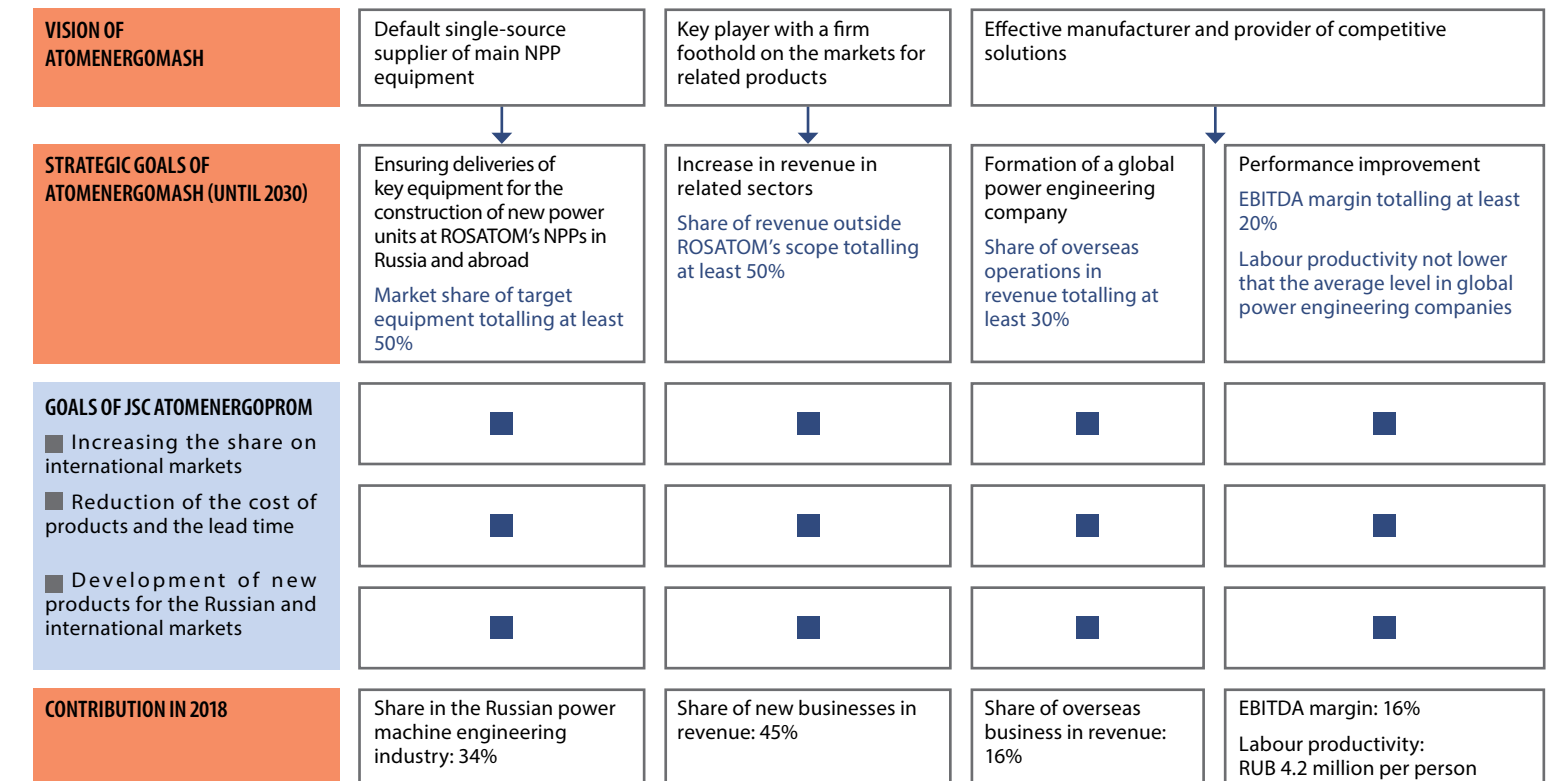 VISION OF
ATOMENERGOMASH
Default single-source
supplier of main NPP
equipment
Key player with a firm
foothold on the markets for
related products
Effective manufacturer and provider of competitive
solutions
STRATEGIC GOALS OF
ATOMENERGOMASH (UNTIL 2030)
Ensuring deliveries of
key equipment for the
construction of new power
units at ROSATOM’s NPPs in
Russia and abroad
Market share of target
equipment totalling at least
50%
Increase in revenue in
related sectors
Share of revenue outside
ROSATOM’s scope totalling
at least 50%
Formation of a global
power engineering
company
Share of overseas
operations in
revenue totalling at
least 30%
Performance improvement
EBITDA margin totalling at least
20%
Labour productivity not lower
that the average level in global
power engineering companies
GOALS OF JSC ATOMENERGOPROM
Increasing the share on
international markets
Reduction of the cost of
products and the lead time
Development of new
products for the Russian and
international markets
CONTRIBUTION IN 2018
Share in the Russian power
machine engineering
industry: 34%
Share of new businesses in
revenue: 45%
Share of overseas
business in revenue:
16%
EBITDA margin: 16%
Labour productivity:
RUB 4.2 million per person